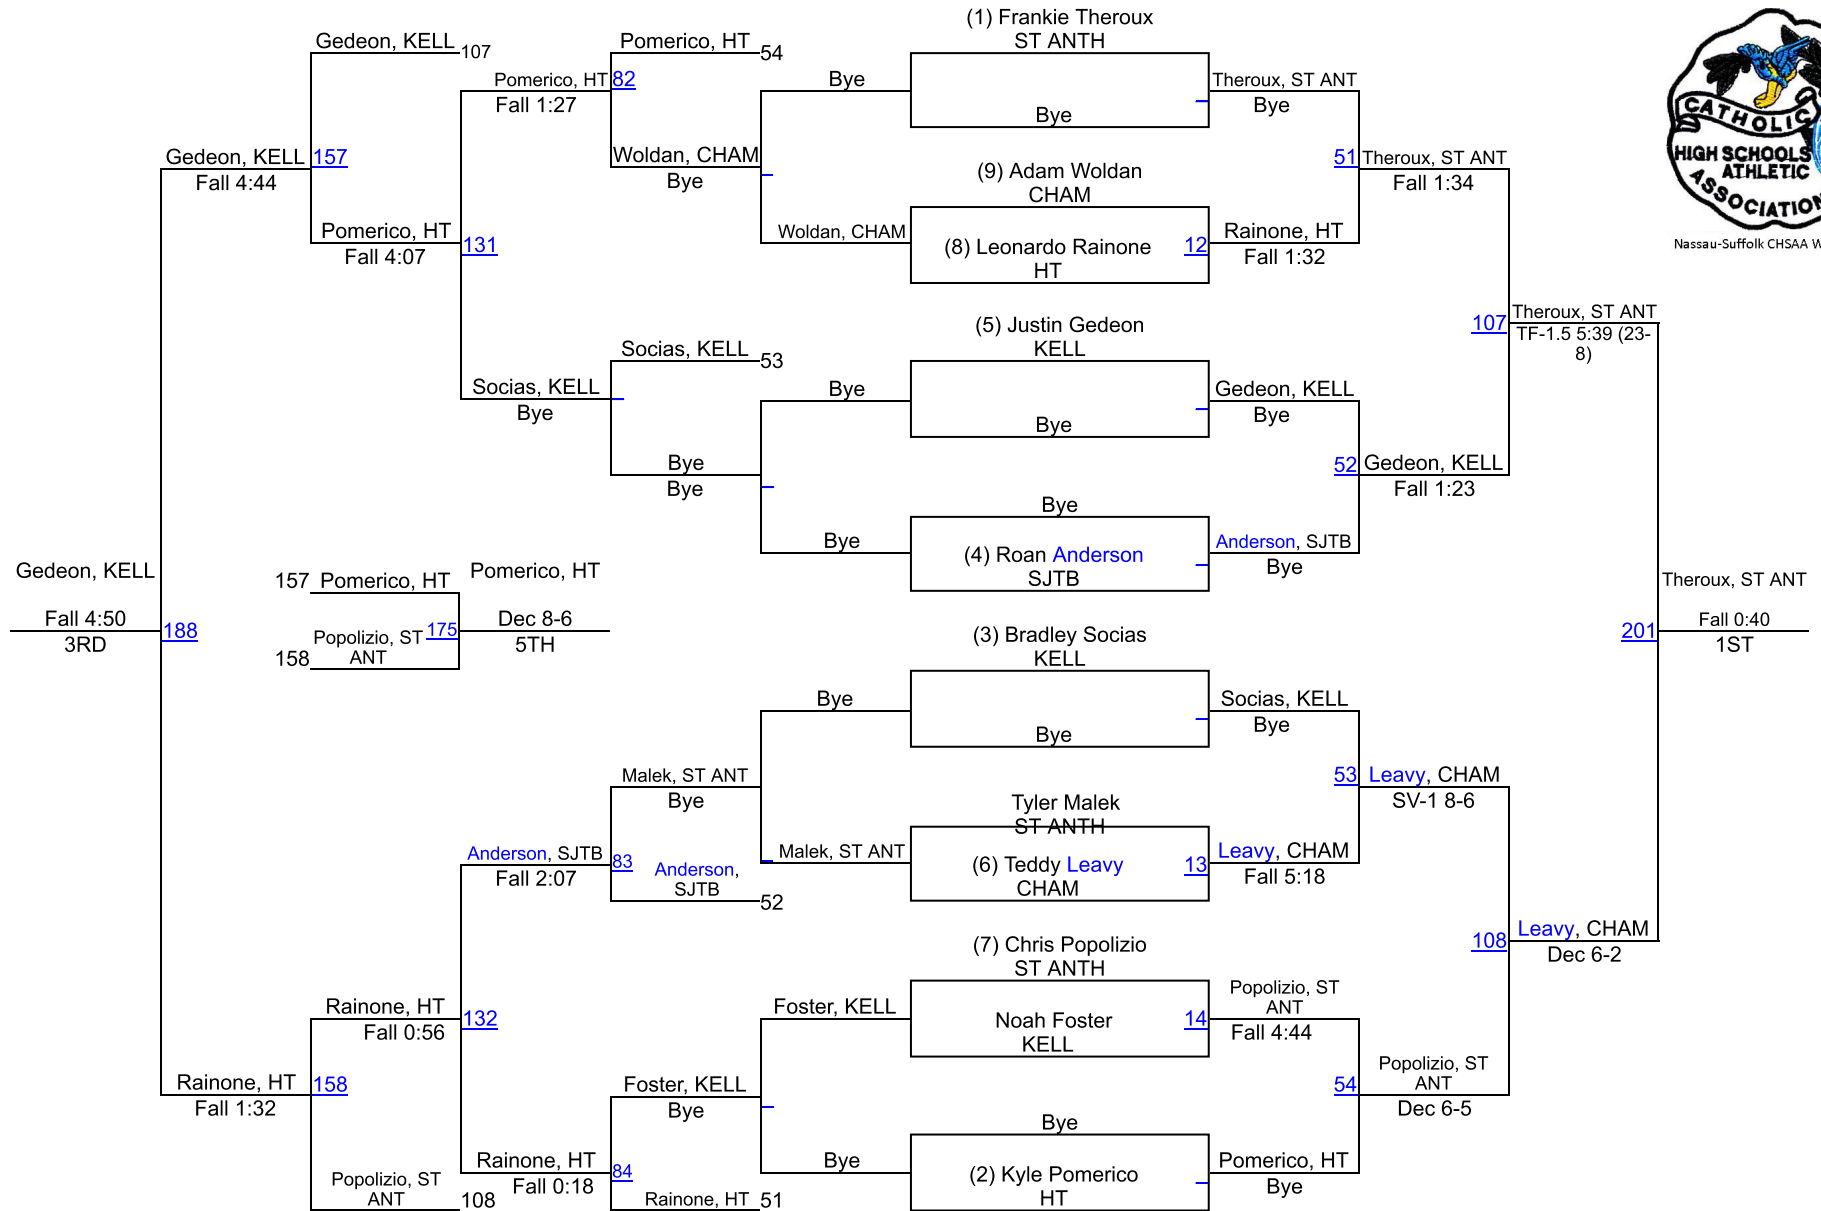 (1) Frankie Theroux
ST ANTH
Bye
Bye
Theroux, ST ANT
Bye
(9) Adam Woldan
CHAM
Woldan, CHAM
(8) Leonardo Rainone
HT
12
Rainone, HT
Fall 1:32
51
Theroux, ST ANT
Fall 1:34
(5) Justin Gedeon
KELL
Bye
Bye
Gedeon, KELL
Bye
Bye
Bye
(4) Roan Anderson
SJTB
Anderson, SJTB
Bye
52
Gedeon, KELL
Fall 1:23
107
Theroux, ST ANT
TF-1.5 5:39 (23-
8)
(3) Bradley Socias
KELL
Bye
Bye
Socias, KELL
Bye
Tyler Malek
ST ANTH
Malek, ST ANT
(6) Teddy Leavy
CHAM
13
Leavy, CHAM
Fall 5:18
53
Leavy, CHAM
SV-1 8-6
(7) Chris Popolizio
ST ANTH
Foster, KELL
Noah Foster
KELL
14
Popolizio, ST
ANT
Fall 4:44
Bye
Bye
(2) Kyle Pomerico
HT
Pomerico, HT
Bye
54
Popolizio, ST
ANT
Dec 6-5
108
Leavy, CHAM
Dec 6-2
201
Theroux, ST ANT
Fall 0:40
1ST
Pomerico, HT
54
82
Woldan, CHAM
Bye
Pomerico, HT
Fall 1:27
Socias, KELL
53
Bye
Bye
Socias, KELL
Bye
131
Gedeon, KELL
107
Pomerico, HT
Fall 4:07
157
Gedeon, KELL
Fall 4:44
Malek, ST ANT
Bye
83
Anderson,
SJTB
52
Anderson, SJTB
Fall 2:07
Foster, KELL
Bye
84
Rainone, HT
51
Rainone, HT
Fall 0:18
132
Rainone, HT
Fall 0:56
158
Popolizio, ST
ANT
108
Rainone, HT
Fall 1:32
188
Gedeon, KELL
Fall 4:50
3RD
157
Pomerico, HT
158
Popolizio, ST
ANT
175
Pomerico, HT
Dec 8-6
5TH
CATHOLIC
HIGH SCHOOLS
ATHLETIC
ASSOCIATION
Nassau-Suffolk CHSAA W